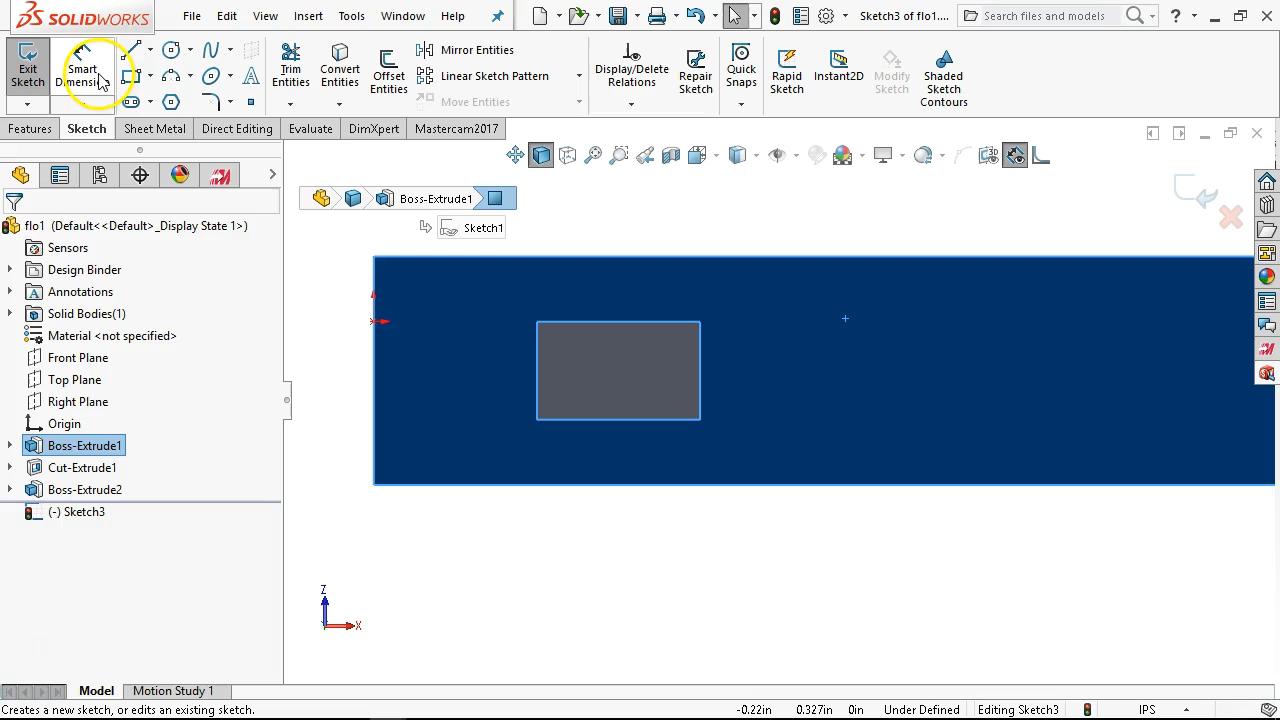 SOLIDWORKS
File Edit View Insert Tools Window Help
Sketch3 of flo1...
Search files and models
Exit Sketch
Smart Dimension
Trim Entities
Convert Entities
Offset Entities
Mirror Entities
Linear Sketch Pattern
Move Entities
Display/Delete Relations
Repair Sketch
Quick Snaps
Rapid Sketch
Instant2D
Modify Sketch
Shaded Sketch Contours
Features Sketch Sheet Metal Direct Editing Evaluate DimXpert Mastercam2017
Boss-Extrude1
Sketch1
flo1 (Default<<Default>_Display State 1>)
Sensors
Design Binder
Annotations
Solid Bodies(1)
Material <not specified>
Front Plane
Top Plane
Right Plane
Origin
Boss-Extrude1
Cut-Extrude1
Boss-Extrude2
(-) Sketch3
Z
X
Model Motion Study 1
Creates a new sketch, or edits an existing sketch. -0.22in 0.327in 0in Under Defined Editing Sketch3 IPS